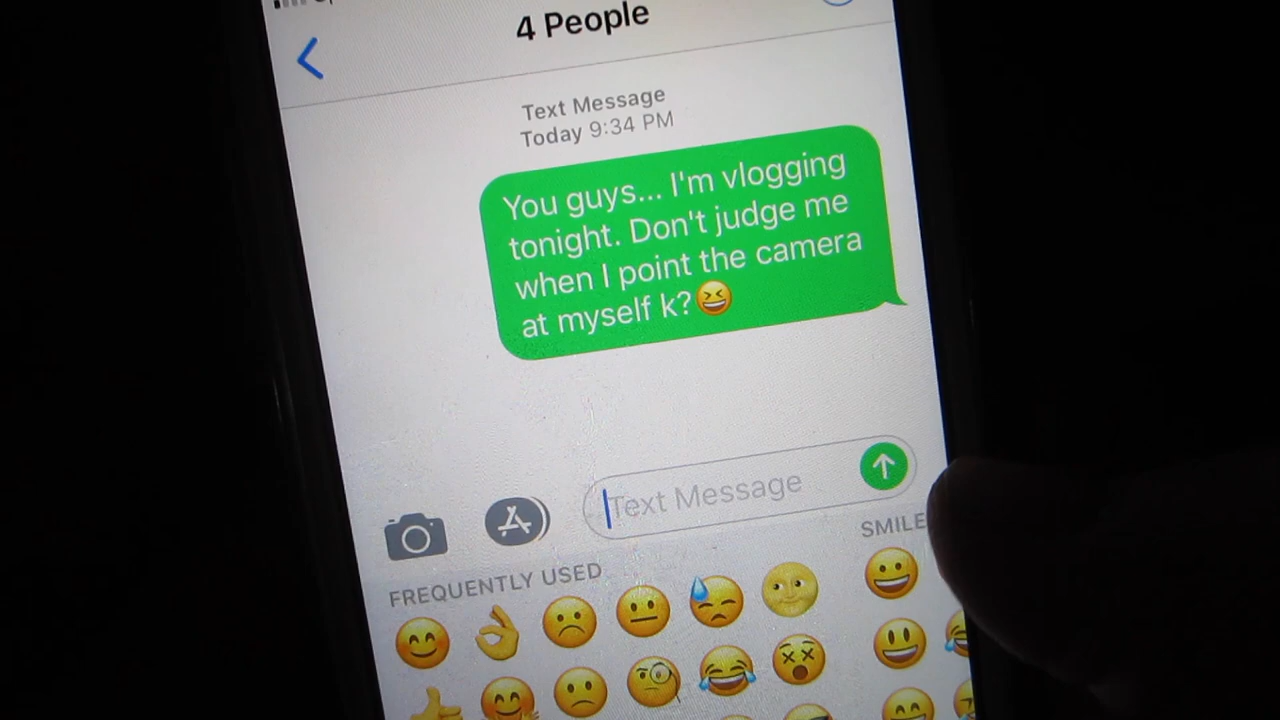 4 People
Text Message
Today 9:34 PM
You guys... I'm vlogging
tonight. Don't judge me
when I point the camera
at myself k?😆
Text Message
FREQUENTLY USED
SMILE